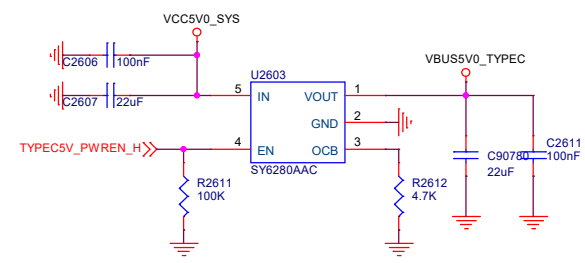 VCC5V0_SYS
C2606 100nF
VBUS5V0_TYPEC
U2603
C2607 22uF
5 IN VOUT 1
GND 2
TYPEC5V_PWREN_H 4 EN OCB 3
SY6280AAC
C90780 22uF
C2611 100nF
R2611 100K
R2612 4.7K